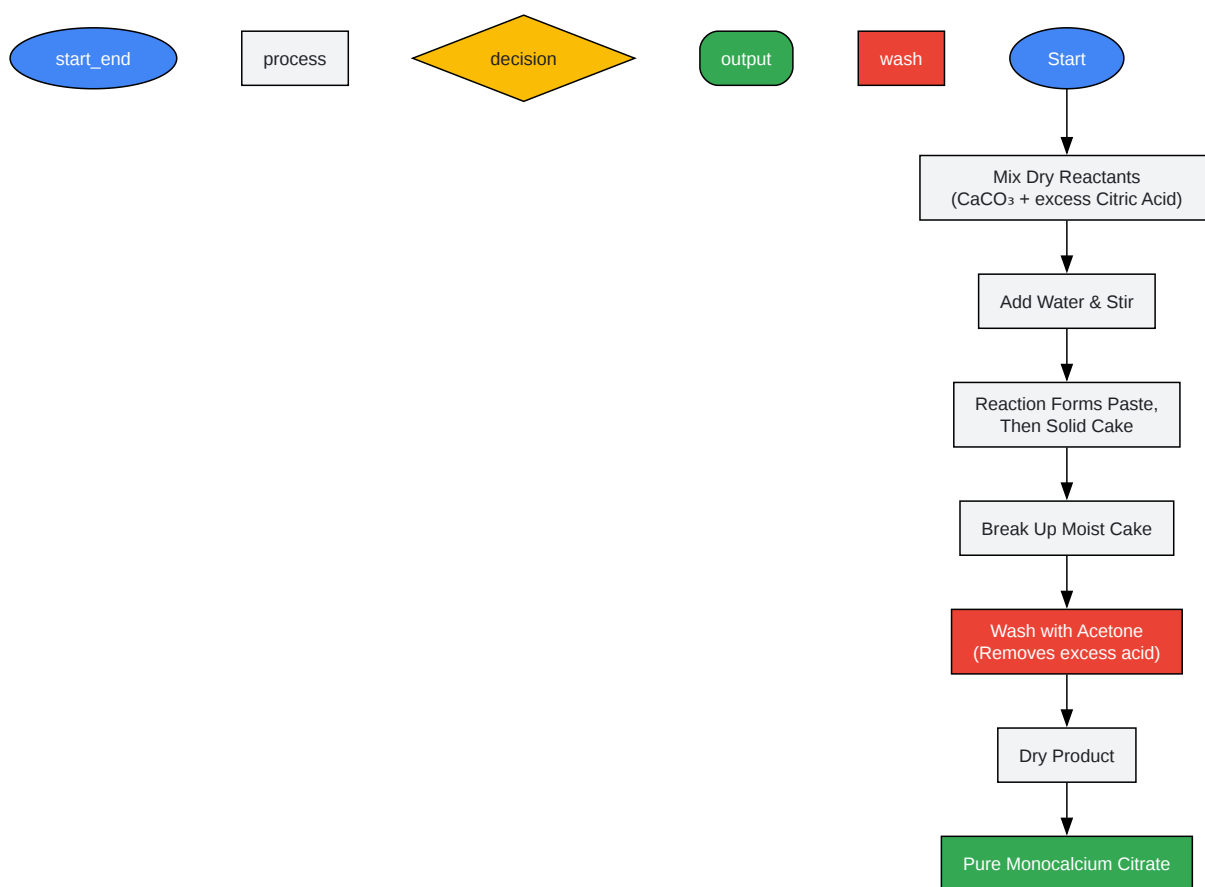 start_end
process
decision
output
wash
Start
Mix Dry Reactants
(CaCO₃ + excess Citric Acid)
Add Water & Stir
Reaction Forms Paste,
Then Solid Cake
Break Up Moist Cake
Wash with Acetone
(Removes excess acid)
Dry Product
Pure Monocalcium Citrate